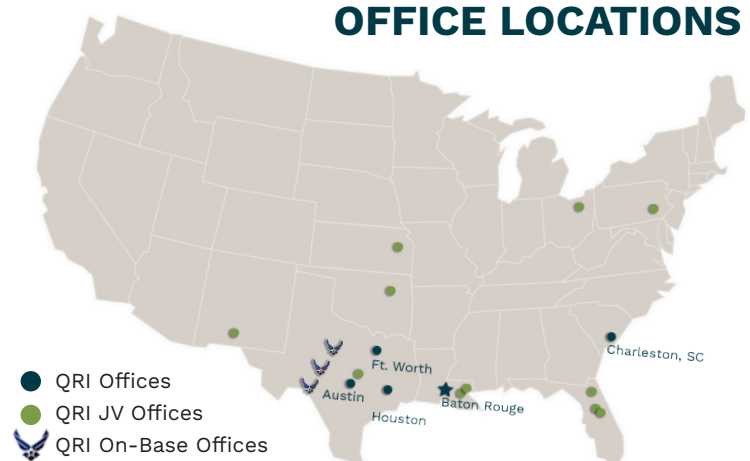 OFFICE LOCATIONS
Charleston, SC
Ft. Worth
Austin
Baton Rouge
Houston
QRI Offices
QRI JV Offices
QRI On-Base Offices